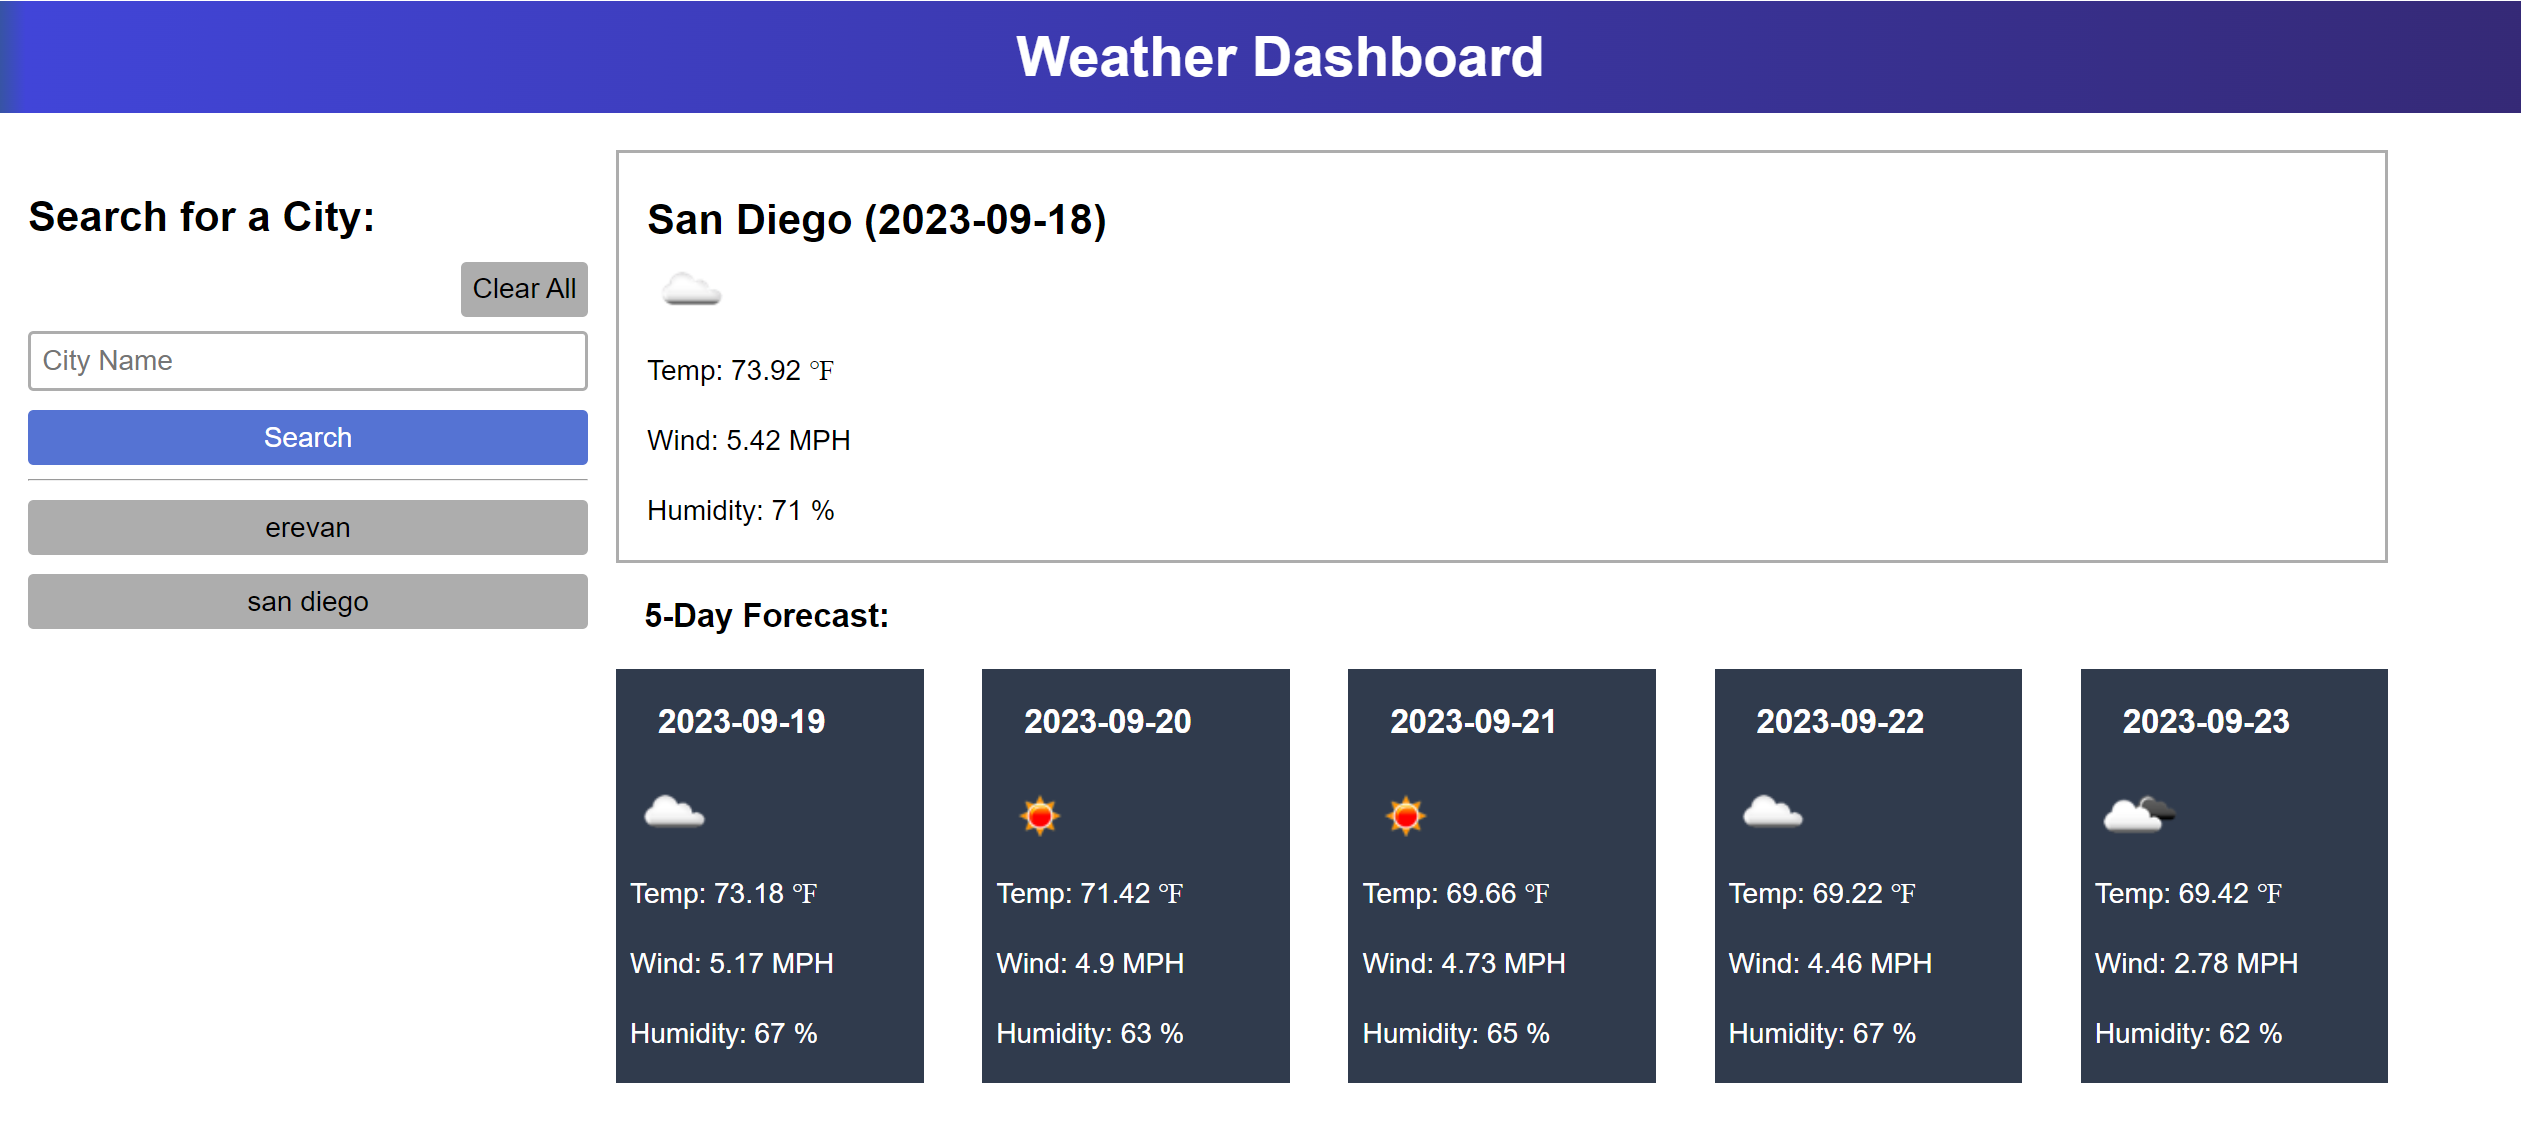 Weather Dashboard
Search for a City:
Clear All
City Name
Search
erevan
san diego
San Diego (2023-09-18)
Temp: 73.92 °F
Wind: 5.42 MPH
Humidity: 71 %
5-Day Forecast:
2023-09-19
Temp: 73.18 °F
Wind: 5.17 MPH
Humidity: 67 %
2023-09-20
Temp: 71.42 °F
Wind: 4.9 MPH
Humidity: 63 %
2023-09-21
Temp: 69.66 °F
Wind: 4.73 MPH
Humidity: 65 %
2023-09-22
Temp: 69.22 °F
Wind: 4.46 MPH
Humidity: 67 %
2023-09-23
Temp: 69.42 °F
Wind: 2.78 MPH
Humidity: 62 %